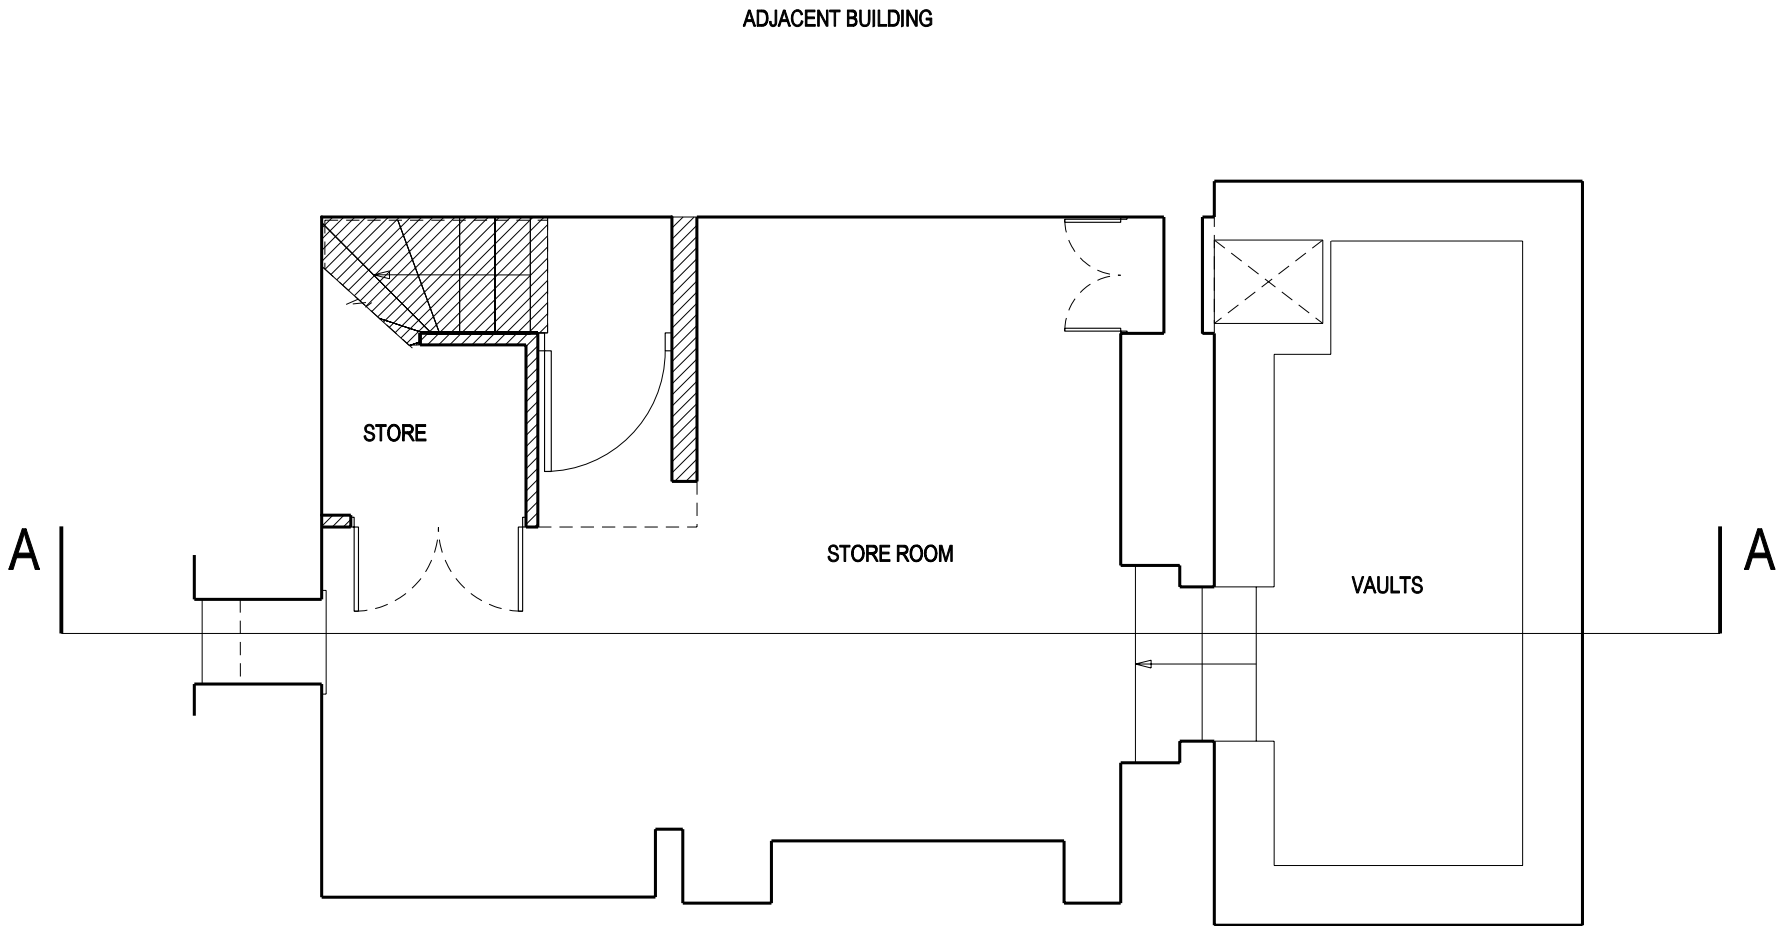 ADJACENT BUILDING
STORE
A
STORE ROOM
A
VAULTS